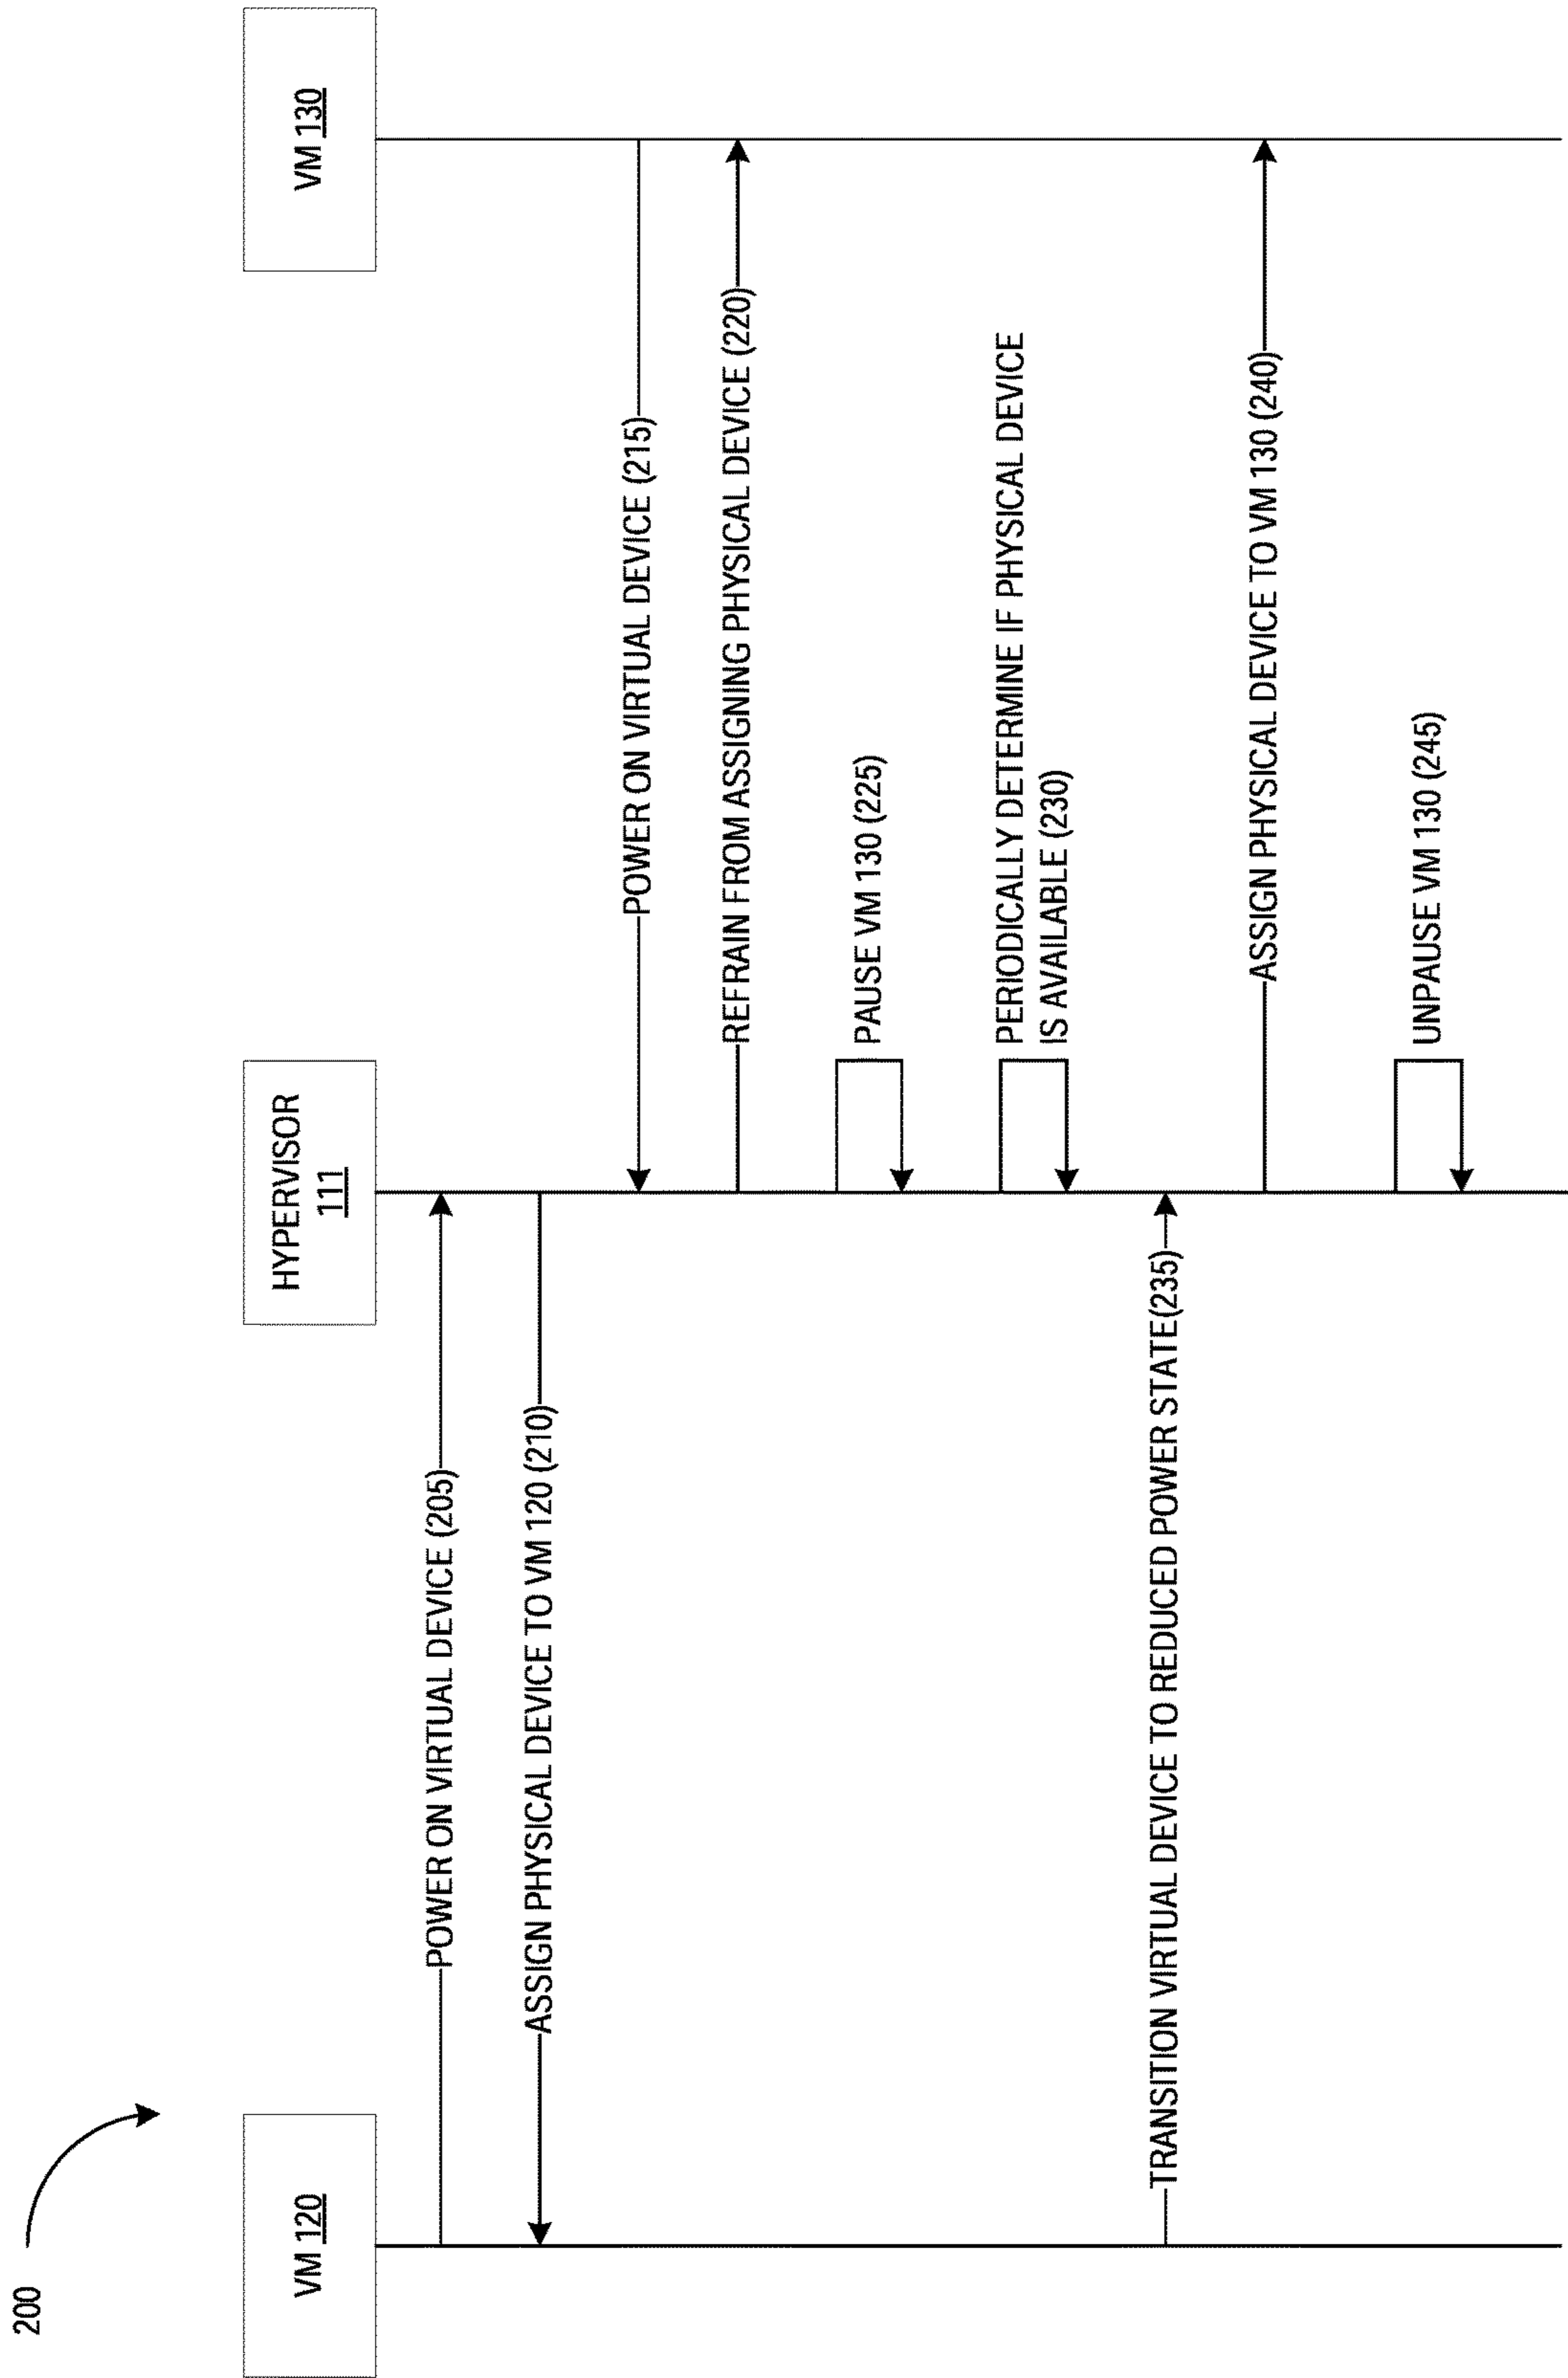 200
VM 120
HYPERVISOR
111
VM 130
POWER ON VIRTUAL DEVICE (205)
ASSIGN PHYSICAL DEVICE TO VM 120 (210)
POWER ON VIRTUAL DEVICE (215)
REFRAIN FROM ASSIGNING PHYSICAL DEVICE (220)
PAUSE VM 130 (225)
PERIODICALLY DETERMINE IF PHYSICAL DEVICE
IS AVAILABLE (230)
TRANSITION VIRTUAL DEVICE TO REDUCED POWER STATE(235)
ASSIGN PHYSICAL DEVICE TO VM 130 (240)
UNPAUSE VM 130 (245)